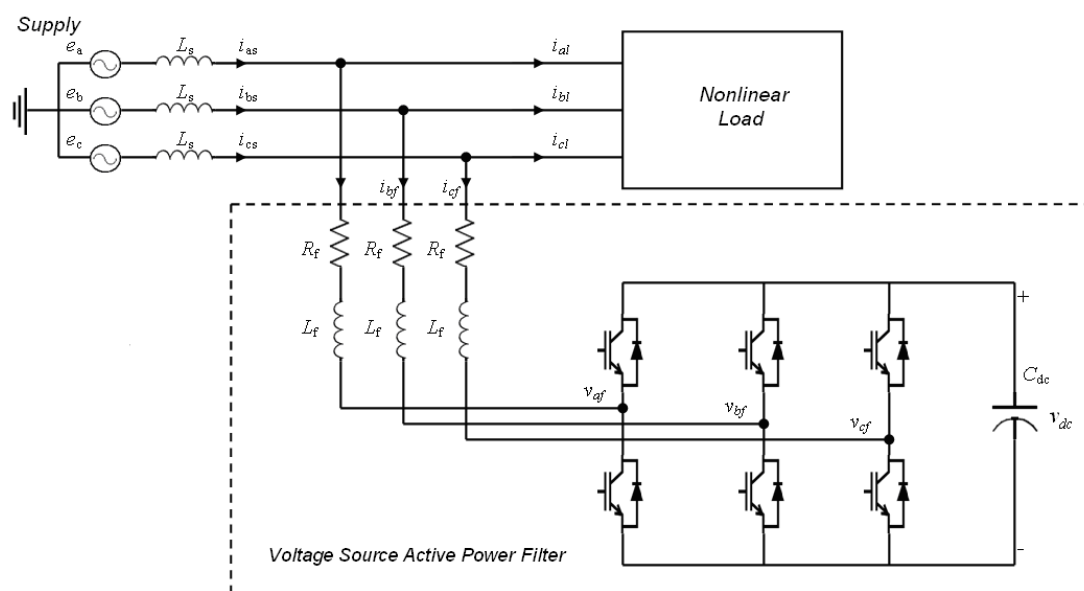 Supply
e_a L_s i_as i_al
e_b L_s i_bs i_bl
e_c L_s i_cs i_cl
Nonlinear
Load
i_bf i_cf
R_f R_f R_f
L_f L_f L_f
+
C_dc
v_af v_bf v_cf v_dc
Voltage Source Active Power Filter
-